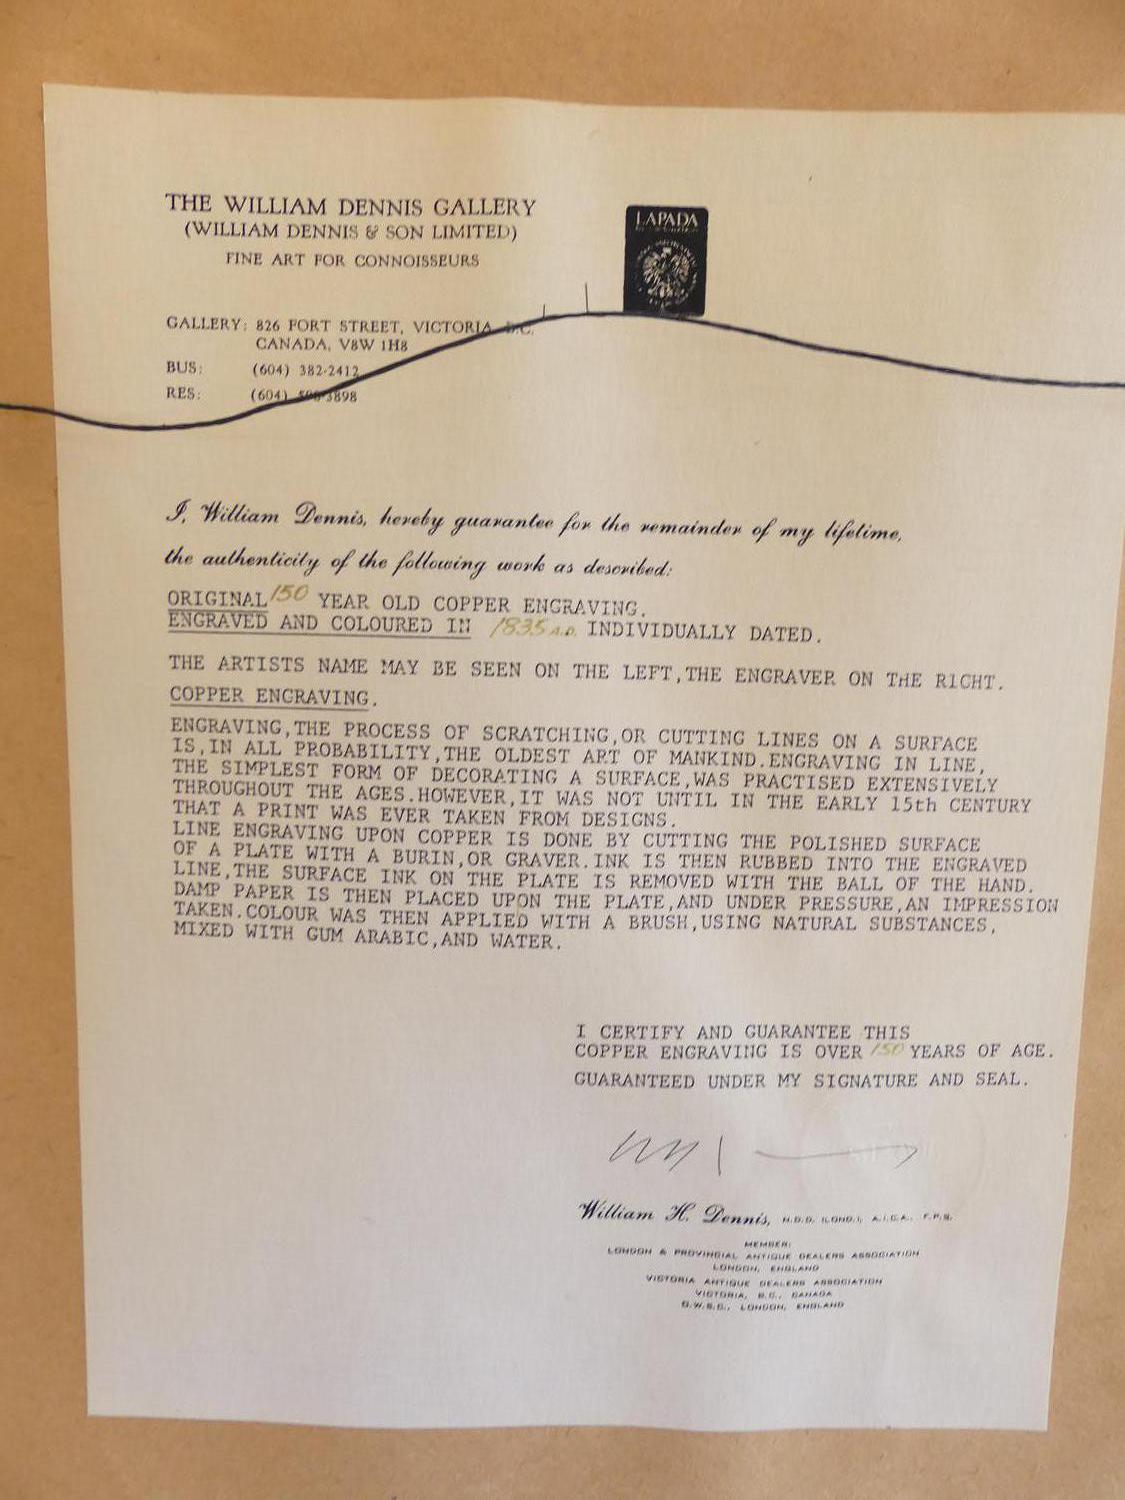 THE WILLIAM DENNIS GALLERY
(WILLIAM DENNIS & SON LIMITED)
FINE ART FOR CONNOISSEURS
LAPADA
GALLERY: 826 FORT STREET, VICTORIA, B.C.
CANADA, V8W 1H8
BUS: (604) 382-2412
RES: (604) 3898
I, William Dennis, hereby guarantee for the remainder of my lifetime,
the authenticity of the following work as described:
ORIGINAL 150 YEAR OLD COPPER ENGRAVING.
ENGRAVED AND COLOURED IN 1835 A.D. INDIVIDUALLY DATED.
THE ARTISTS NAME MAY BE SEEN ON THE LEFT,THE ENGRAVER ON THE R1CHT.
COPPER ENGRAVING.
ENGRAVING,THE PROCESS OF SCRATCHING,OR CUTTING LINES ON A SURFACE
IS,IN ALL PROBABILITY,THE OLDEST ART OF MANKIND.ENGRAVING IN LINE,
THE SIMPLEST FORM OF DECORATING A SURFACE,WAS PRACTISED EXTENSIVELY
THROUGHOUT THE AGES.HOWEVER,IT WAS NOT UNTIL IN THE EARLY 15th CENTURY
THAT A PRINT WAS EVER TAKEN FROM DESIGNS.
LINE ENGRAVING UPON COPPER IS DONE BY CUTTING THE POLISHED SURFACE
OF A PLATE WITH A BURIN,OR GRAVER.INK IS THEN RUBBED INTO THE ENGRAVED
LINE,THE SURFACE INK ON THE PLATE IS REMOVED WITH THE BALL OF THE HAND.
DAMP PAPER IS THEN PLACED UPON THE PLATE,AND UNDER PRESSURE,AN IMPRESSION
TAKEN.COLOUR WAS THEN APPLIED WITH A BRUSH,USING NATURAL SUBSTANCES,
MIXED WITH GUM ARABIC,AND WATER.
I CERTIFY AND GUARANTEE THIS
COPPER ENGRAVING IS OVER 150 YEARS OF AGE.
GUARANTEED UNDER MY SIGNATURE AND SEAL.
William H. Dennis, N.D.D. (LOND.), A.I.C.A., F.P.S.
MEMBER:
LONDON & PROVINCIAL ANTIQUE DEALERS ASSOCIATION
LONDON, ENGLAND
VICTORIA ANTIQUE DEALERS ASSOCIATION
VICTORIA, B.C., CANADA
G.W.S.G., LONDON, ENGLAND